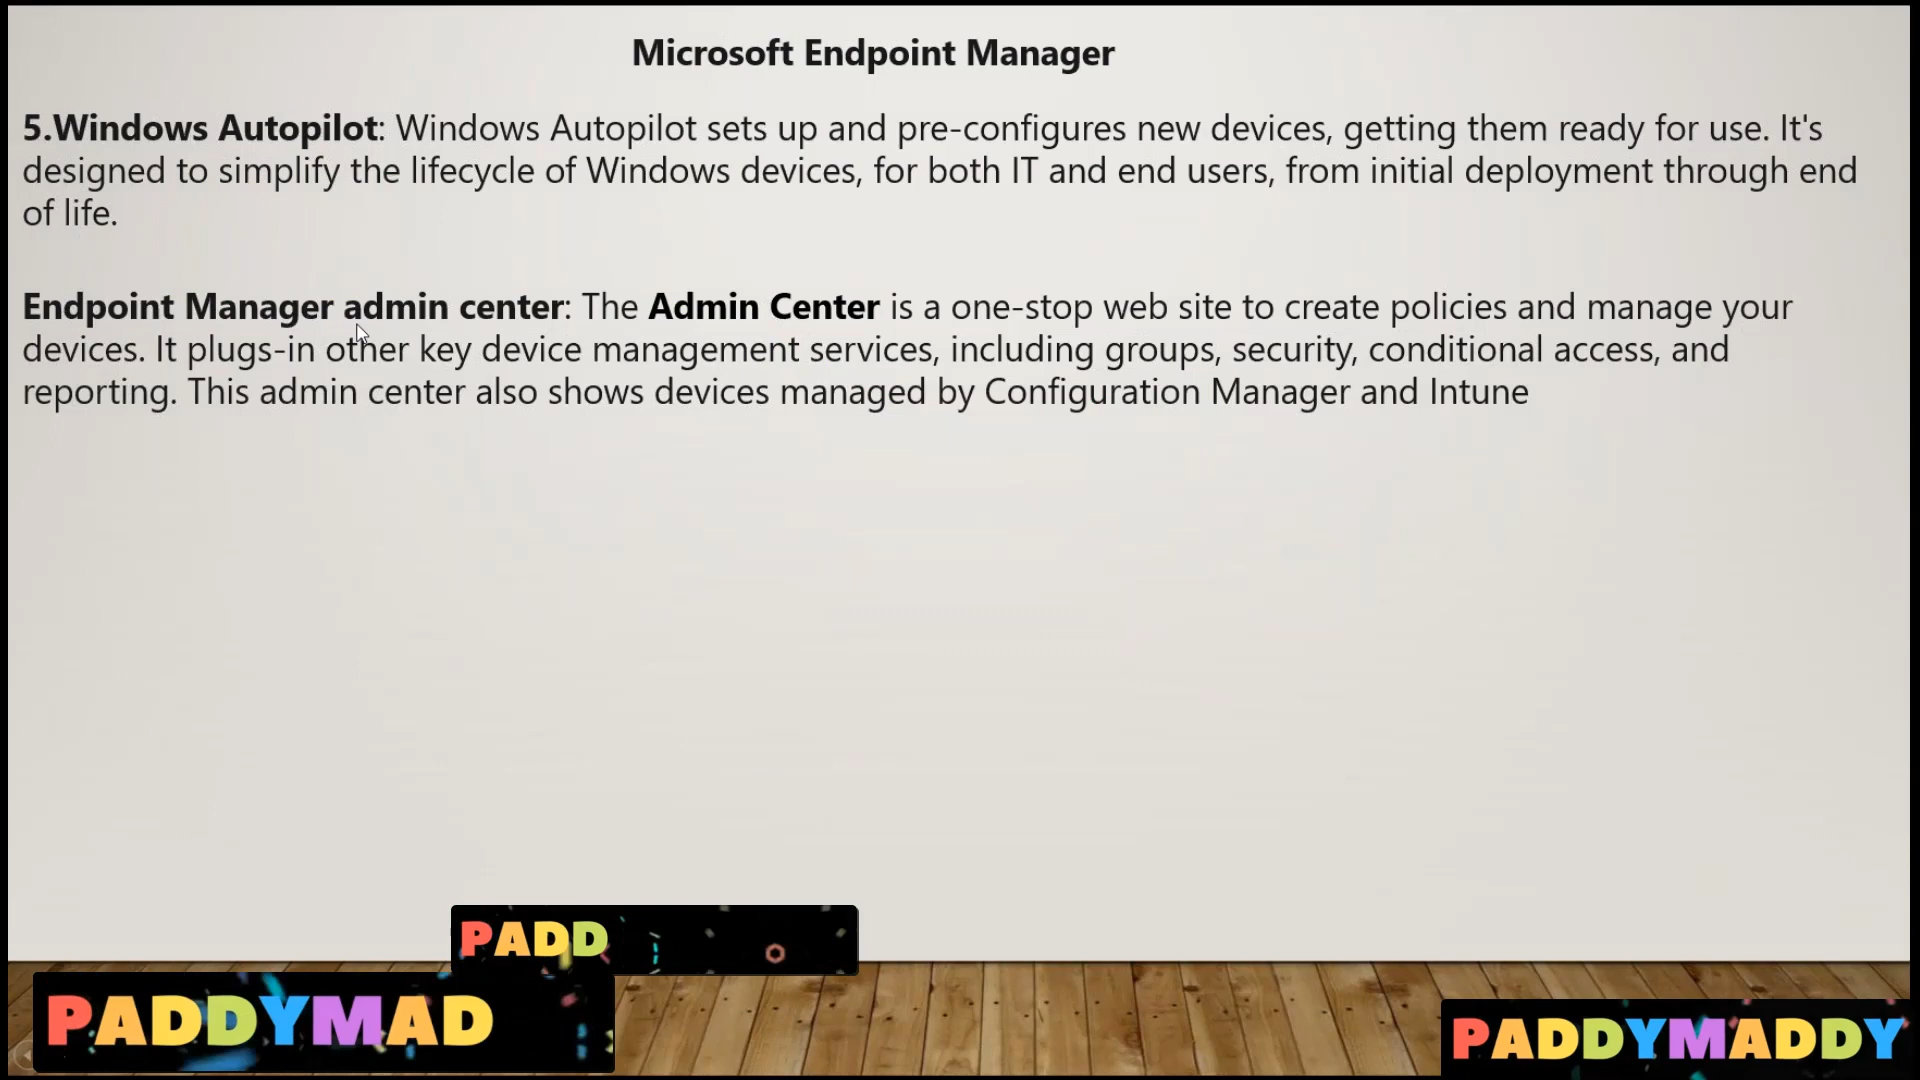 Microsoft Endpoint Manager
5.Windows Autopilot: Windows Autopilot sets up and pre-configures new devices, getting them ready for use. It's
designed to simplify the lifecycle of Windows devices, for both IT and end users, from initial deployment through end
of life.
Endpoint Manager admin center: The Admin Center is a one-stop web site to create policies and manage your
devices. It plugs-in other key device management services, including groups, security, conditional access, and
reporting. This admin center also shows devices managed by Configuration Manager and Intune
PADD
PADDYMAD
PADDYMADDY